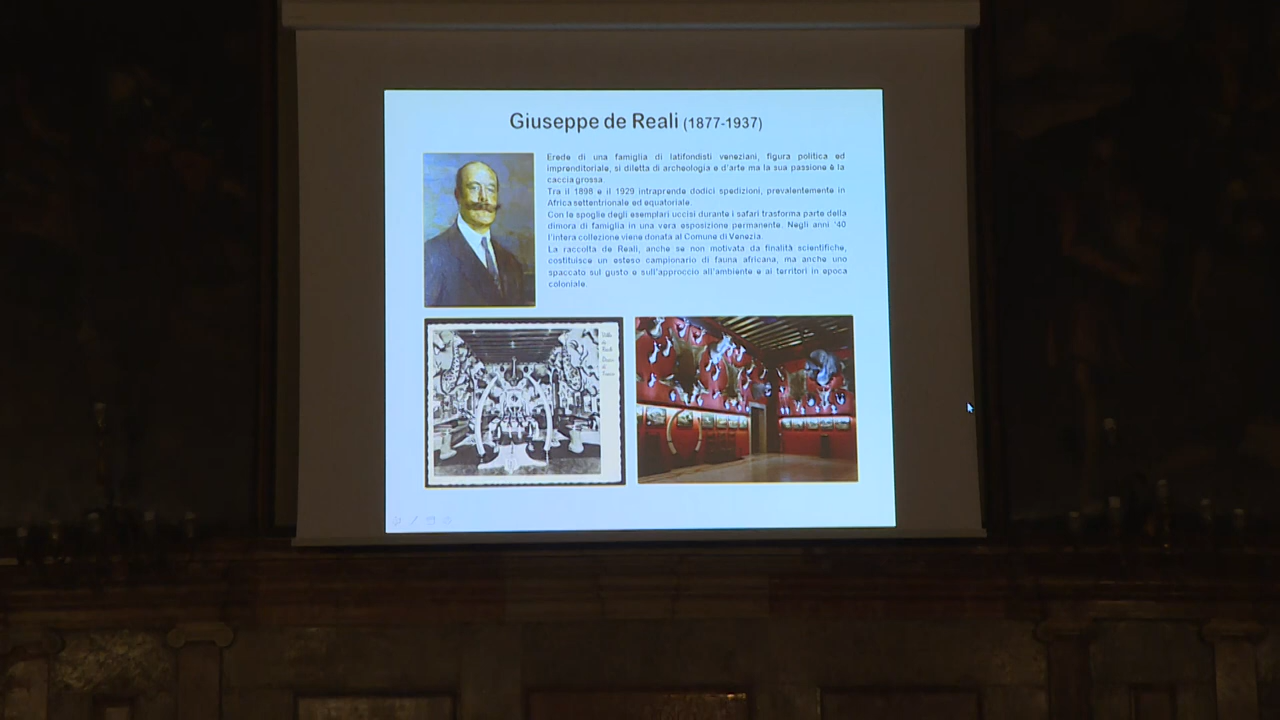 Giuseppe de Reali (1877-1937)
Erede di una famiglia di latifondisti veneziani, figura politica ed
imprenditoriale, si diletta di archeologia e d'arte ma la sua passione è la
caccia grossa.
Tra il 1898 e il 1929 intraprende dodici spedizioni, prevalentemente in
Africa settentrionale ed equatoriale.
Con le spoglie degli esemplari uccisi durante i safari trasforma parte della
dimora di famiglia in una vera esposizione permanente. Negli anni '40
l'intera collezione viene donata al Comune di Venezia.
La raccolta de Reali, anche se non motivata da finalità scientifiche,
costituisce un esteso campionario di fauna africana, ma anche uno
spaccato sul gusto e sull'approccio all'ambiente e ai territori in epoca
coloniale.